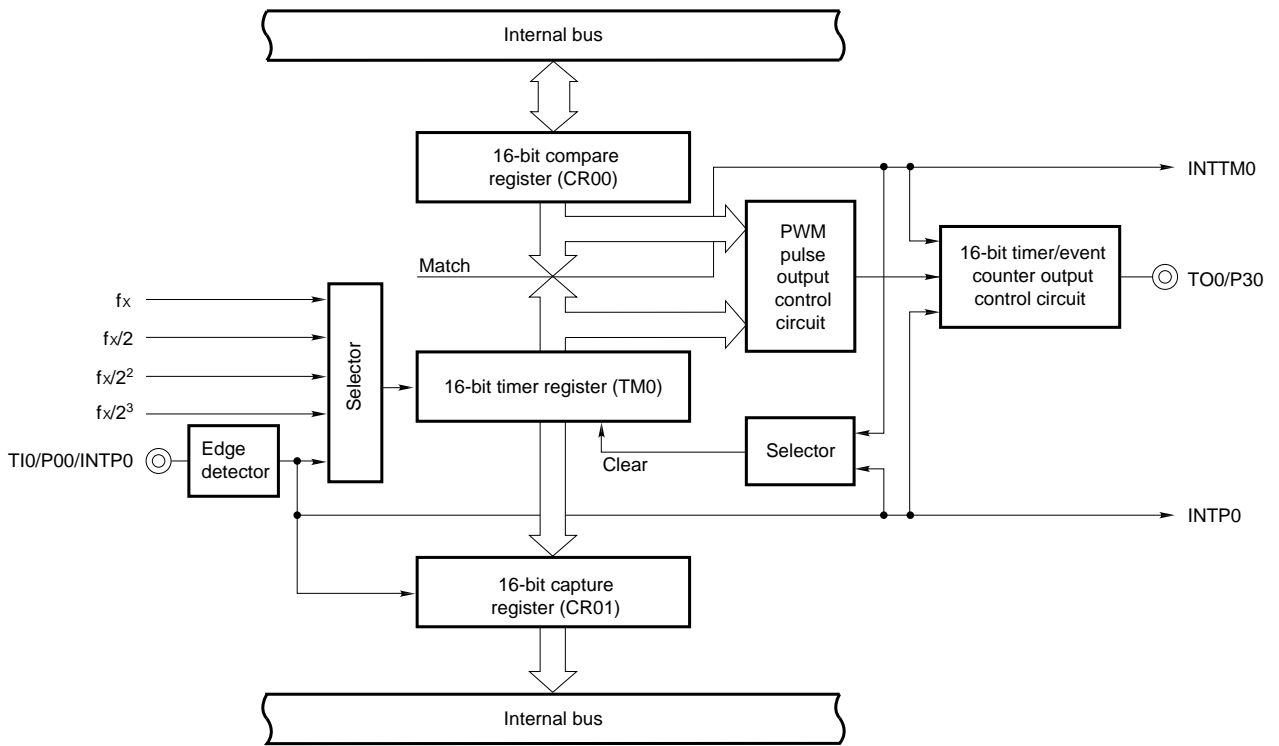 Internal bus
16-bit compare
register (CR00)
INTTM0
PWM
pulse
output
control
circuit
16-bit timer/event
counter output
control circuit
TO0/P30
Match
fX
fX/2
fX/2²
fX/2³
Selector
16-bit timer register (TM0)
TI0/P00/INTP0
Edge
detector
Clear
Selector
INTP0
16-bit capture
register (CR01)
Internal bus